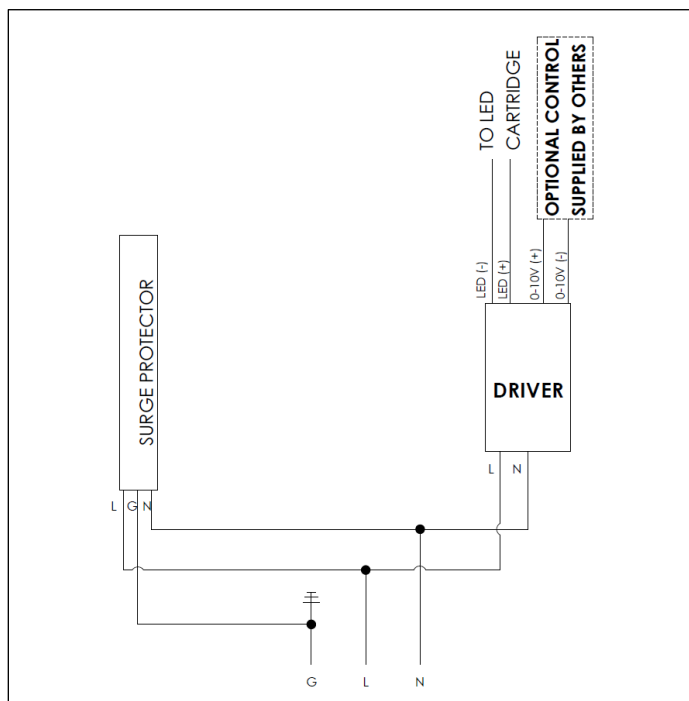 TO LED
CARTRIDGE
OPTIONAL CONTROL
SUPPLIED BY OTHERS
LED (-)
LED (+)
0-10V (+)
0-10V (-)
SURGE PROTECTOR
DRIVER
L N
L G N
G L N